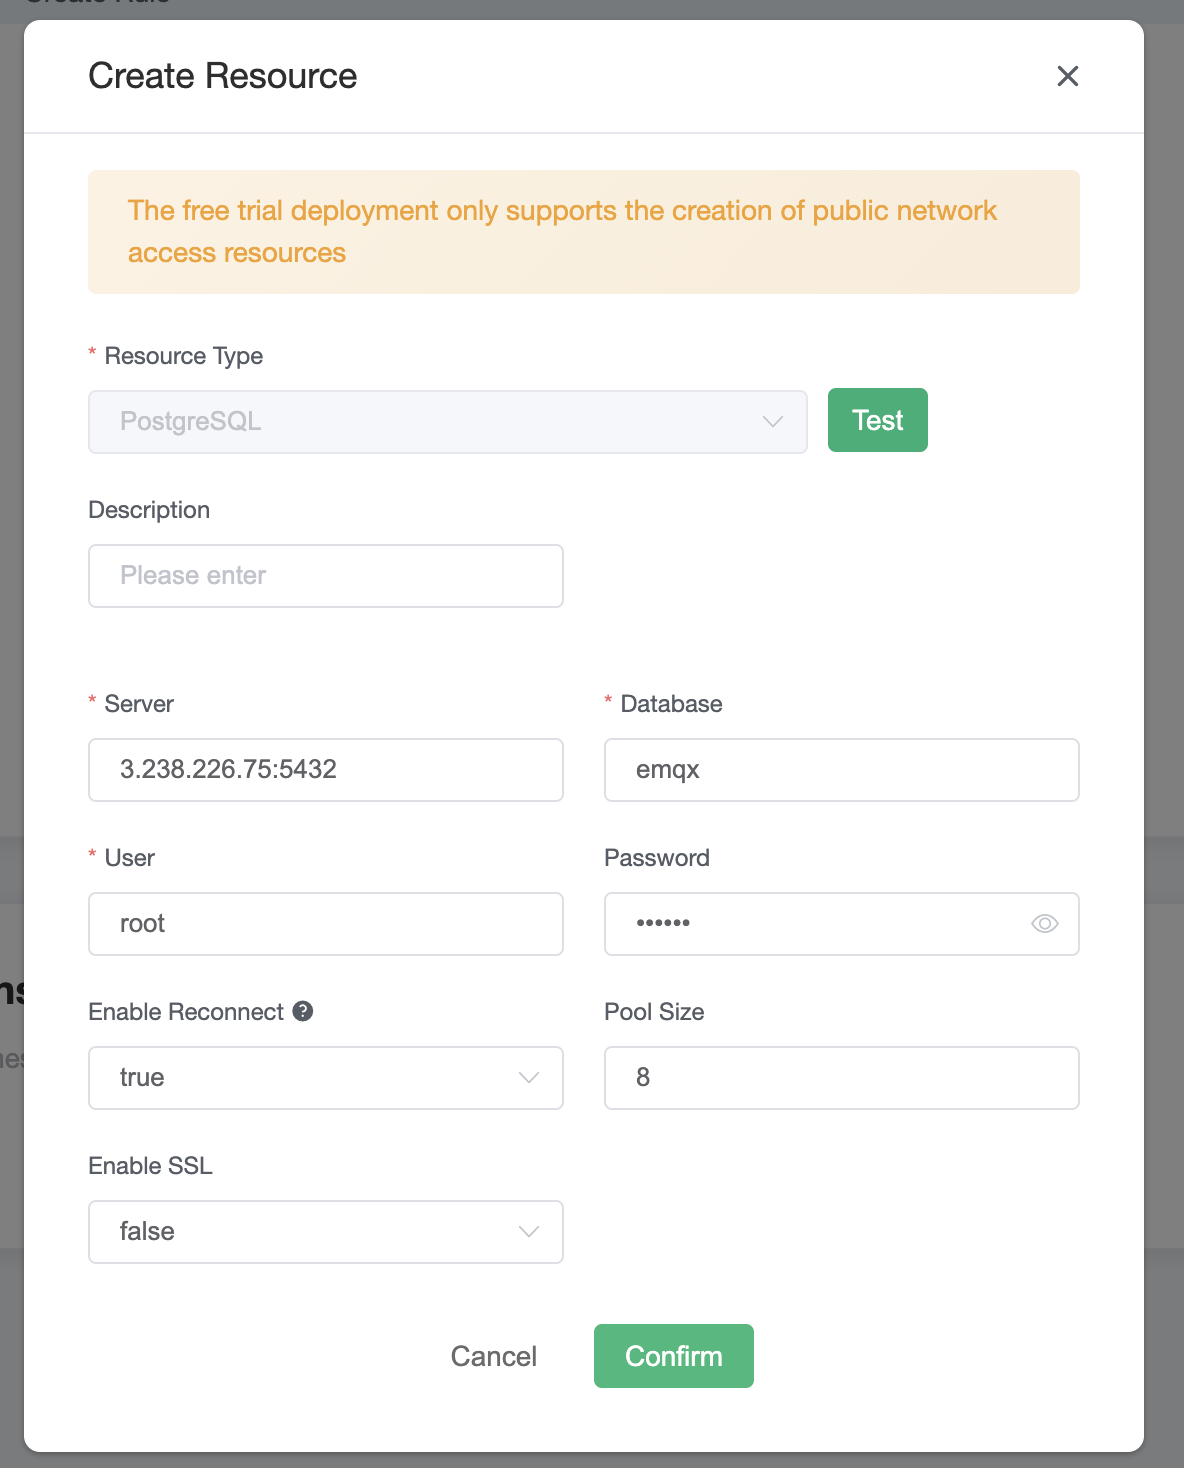 Create Resource
The free trial deployment only supports the creation of public network
access resources
* Resource Type
PostgreSQL
Test
Description
Please enter
* Server
* Database
3.238.226.75:5432
emqx
* User
Password
root
••••••
Enable Reconnect ?
Pool Size
true
8
Enable SSL
false
Cancel
Confirm